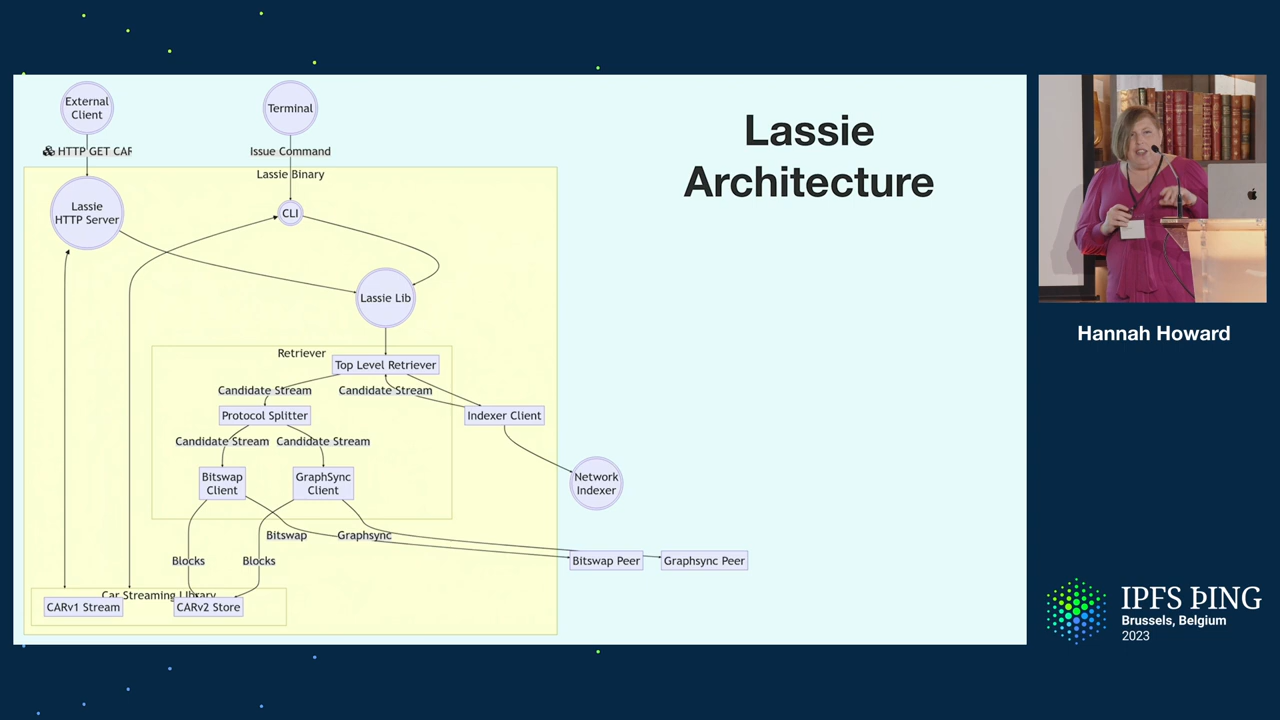 Lassie
Architecture
External
Client
Terminal
HTTP GET CAR
Issue Command
Lassie Binary
Lassie
HTTP Server
CLI
Lassie Lib
Retriever
Top Level Retriever
Candidate Stream
Candidate Stream
Protocol Splitter
Indexer Client
Candidate Stream
Candidate Stream
Bitswap
Client
GraphSync
Client
Network
Indexer
Bitswap
Graphsync
Blocks
Blocks
Bitswap Peer
Graphsync Peer
Car Streaming Library
CARv1 Stream
CARv2 Store
Hannah Howard
IPFS ÞING
Brussels, Belgium
2023